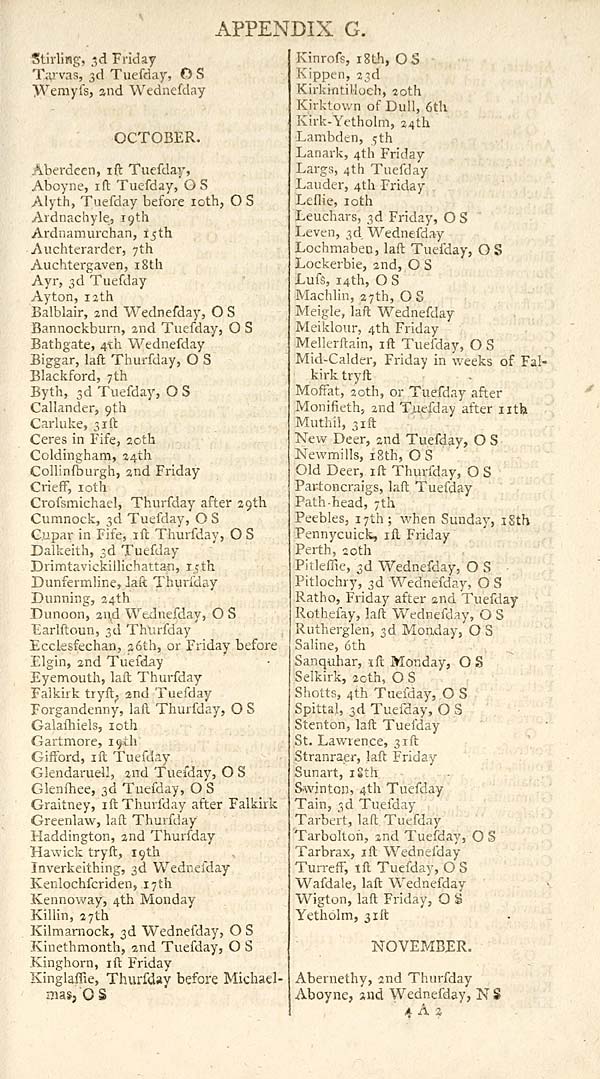 APPENDIX G.
Stirling, 3d Friday
Tarvas, 3d Tueſday, O S
Wemyſs, 2nd Wedneſday
OCTOBER.
Aberdeen, 1ſt Tueſday,
Aboyne, 1ſt Tueſday, O S
Alyth, Tueſday before 10th, O S
Ardnachyle, 19th
Ardnamurchan, 15th
Auchterarder, 7th
Auchtergaven, 18th
Ayr, 3d Tueſday
Ayton, 12th
Balblair, 2nd Wedneſday, O S
Bannockburn, 2nd Tueſday, O S
Bathgate, 4th Wedneſday
Biggar, laſt Thurſday, O S
Blackford, 7th
Byth, 3d Tueſday, O S
Callander, 9th
Carluke, 31ſt
Ceres in Fife, 20th
Coldingham, 24th
Collinſburgh, 2nd Friday
Crieff, 10th
Croſsmichael, Thurſday after 29th
Cumnock, 3d Tueſday, O S
Cupar in Fife, 1ſt Thurſday, O S
Dalkeith, 3d Tueſday
Drimtavickillichattan, 15th
Dunfermline, laſt Thurſday
Dunning, 24th
Dunoon, 2nd Wedneſday, O S
Earlſtoun, 3d Thurſday
Eccleſfechan, 26th, or Friday before
Elgin, 2nd Tueſday
Eyemouth, laſt Thurſday
Falkirk tryſt, 2nd Tueſday
Forgandenny, laſt Thurſday, O S
Galaſhiels, 10th
Gartmore, 19th
Gifford, 1ſt Tueſday
Glendaruell, 2nd Tueſday, O S
Glenſhee, 3d Tueſday, O S
Graitney, 1ſt Thurſday after Falkirk
Greenlaw, laſt Thurſday
Haddington, 2nd Thurſday
Hawick tryſt, 19th
Inverkeithing, 3d Wedneſday
Kenlochſcriden, 17th
Kennoway, 4th Monday
Killin, 27th
Kilmarnock, 3d Wedneſday, O S
Kinethmonth, 2nd Tueſday, O S
Kinghorn, 1ſt Friday
Kinglaſſie, Thurſday before Michael-
mas, O S
Kinroſs, 18th, O S
Kippen, 23d
Kirkintilloch, 20th
Kirktown of Dull, 6th
Kirk-Yetholm, 24th
Lambden, 5th
Lanark, 4th Friday
Largs, 4th Tueſday
Lauder, 4th Friday
Leſlie, 10th
Leuchars, 3d Friday, O S
Leven, 3d Wedneſday
Lochmaben, laſt Tueſday, O S
Lockerbie, 2nd, O S
Luſs, 14th, O S
Machlin, 27th, O S
Meigle, laſt Wedneſday
Meiklour, 4th Friday
Mellerſtain, 1ſt Tueſday, O S
Mid-Calder, Friday in weeks of Fal-
kirk tryſt
Moffat, 20th, or Tueſday after
Monifieth, 2nd Tueſday after 11th
Muthil, 31ſt
New Deer, 2nd Tueſday, O S
Newmills, 18th, O S
Old Deer, 1ſt Thurſday, O S
Partoncraigs, laſt Tueſday
Path-head, 7th
Peebles, 17th; when Sunday, 18th
Pennycuick, 1ſt Friday
Perth, 20th
Pitleſſie, 3d Wedneſday, O S
Pitlochry, 3d Wedneſday, O S
Ratho, Friday after 2nd Tueſday
Rotheſay, laſt Wedneſday, O S
Rutherglen, 3d Monday, O S
Saline, 6th
Sanquhar, 1ſt Monday, O S
Selkirk, 20th, O S
Shotts, 4th Tueſday, O S
Spittal, 3d Tueſday, O S
Stenton, laſt Tueſday
St. Lawrence, 31ſt
Stranraer, laſt Friday
Sunart, 18th
Swinton, 4th Tueſday
Tain, 3d Tueſday
Tarbert, laſt Tueſday
Tarbolton, 2nd Tueſday, O S
Tarbrax, 1ſt Wedneſday
Turreff, 1ſt Tueſday, O S
Waſdale, laſt Wedneſday
Wigton, laſt Friday, O S
Yetholm, 31ſt
NOVEMBER.
Abernethy, 2nd Thurſday
Aboyne, 2nd Wedneſday, N S
4 A 2